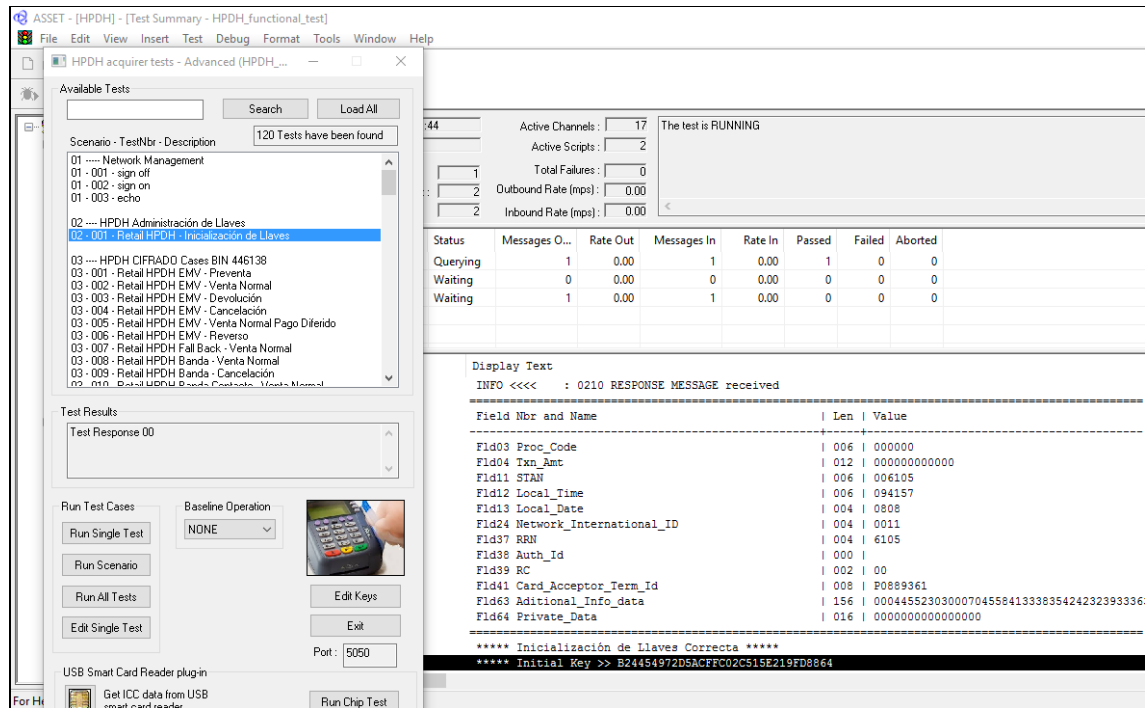 ASSET - [HPDH] - [Test Summary - HPDH_functional_test]
File Edit View Insert Test Debug Format Tools Window Help
HPDH acquirer tests - Advanced (HPDH_...
Available Tests
Search
Load All
Scenario - TestNbr - Description
120 Tests have been found
01 ----- Network Management
01 - 001 - sign off
01 - 002 - sign on
01 - 003 - echo
02 ---- HPDH Administración de Llaves
02 - 001 - Retail HPDH - Inicialización de Llaves
03 ---- HPDH CIFRADO Cases BIN 446138
03 - 001 - Retail HPDH EMV - Preventa
03 - 002 - Retail HPDH EMV - Venta Normal
03 - 003 - Retail HPDH EMV - Devolución
03 - 004 - Retail HPDH EMV - Cancelación
03 - 005 - Retail HPDH EMV - Venta Normal Pago Diferido
03 - 006 - Retail HPDH EMV - Reverso
03 - 007 - Retail HPDH Fall Back - Venta Normal
03 - 008 - Retail HPDH Banda - Venta Normal
03 - 009 - Retail HPDH Banda - Cancelación
03 - 010 - Retail HPDH Banda Contacto - Venta Normal
Test Results
Test Response 00
Run Test Cases
Run Single Test
Run Scenario
Run All Tests
Edit Single Test
Baseline Operation
NONE
Edit Keys
Exit
Port : 5050
USB Smart Card Reader plug-in
Get ICC data from USB
smart card reader
Run Chip Test
For He
:44
1
: 2
2
Active Channels : 17
Active Scripts : 2
Total Failures : 0
Outbound Rate (mps) : 0.00
Inbound Rate (mps) : 0.00
The test is RUNNING
Status Messages O... Rate Out Messages In Rate In Passed Failed Aborted
Querying 1 0.00 1 0.00 1 0 0
Waiting 0 0.00 0 0.00 0 0 0
Waiting 1 0.00 1 0.00 0 0 0
Display Text
INFO <<<< : 0210 RESPONSE MESSAGE received
Field Nbr and Name | Len | Value
Fld03 Proc_Code | 006 | 000000
Fld04 Txn_Amt | 012 | 000000000000
Fld11 STAN | 006 | 006105
Fld12 Local_Time | 006 | 094157
Fld13 Local_Date | 004 | 0808
Fld24 Network_International_ID | 004 | 0011
Fld37 RRN | 004 | 6105
Fld38 Auth_Id | 000 |
Fld39 RC | 002 | 00
Fld41 Card_Acceptor_Term_Id | 008 | P0889361
Fld63 Aditional_Info_data | 156 | 00044552303000704558413338354242323933363
Fld64 Private_Data | 016 | 0000000000000000
***** Inicialización de Llaves Correcta *****
***** Initial Key >> B24454972D5ACFFC02C515E219FD8864